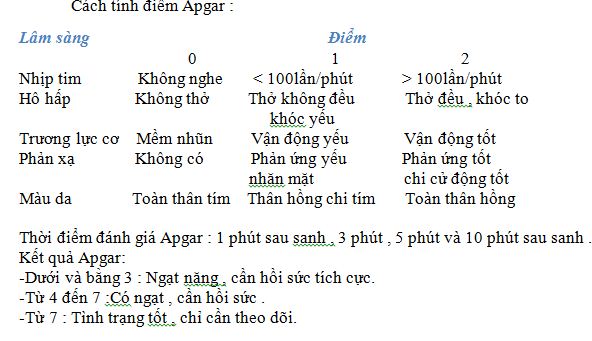 Cách tính điểm Apgar :
Lâm sàng Điểm
0 1 2
Nhịp tim Không nghe < 100lần/phút > 100lần/phút
Hô hấp Không thở Thở không đều Thở đều , khóc to
khóc yếu
Trương lực cơ Mềm nhũn Vận động yếu Vận động tốt
Phản xạ Không có Phản ứng yếu Phản ứng tốt
nhăn mặt chi cử động tốt
Màu da Toàn thân tím Thân hồng chi tím Toàn thân hồng
Thời điểm đánh giá Apgar : 1 phút sau sanh , 3 phút , 5 phút và 10 phút sau sanh .
Kết quả Apgar:
-Dưới và bằng 3 : Ngạt nặng , cần hồi sức tích cực.
-Từ 4 đến 7 :Có ngạt , cần hồi sức .
-Từ 7 : Tình trạng tốt , chỉ cần theo dõi.